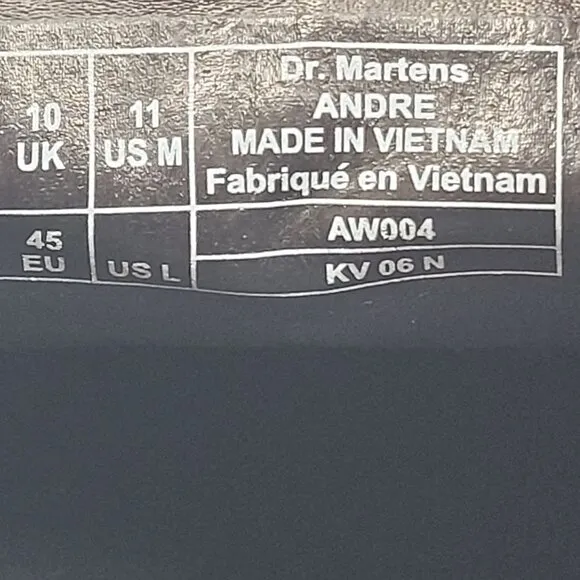 10
UK
11
US M
Dr. Martens
ANDRE
MADE IN VIETNAM
Fabriqué en Vietnam
45
EU
US L
AW004
KV 06 N